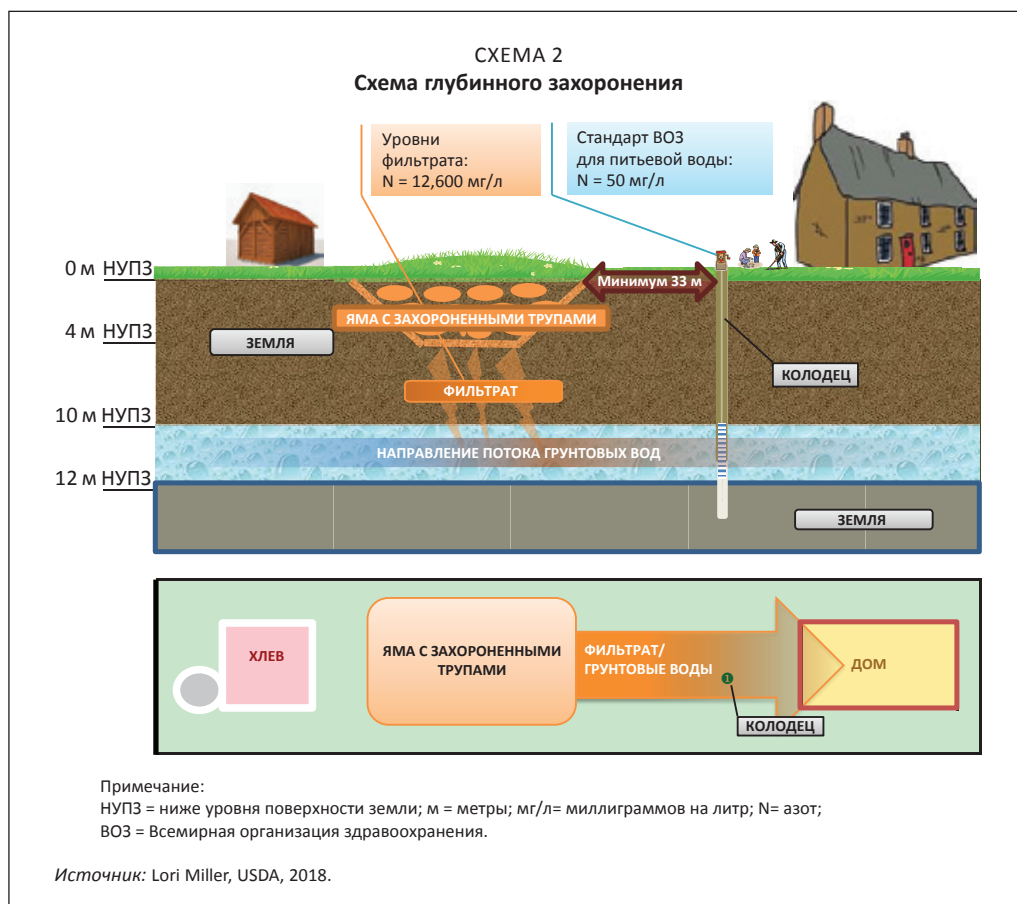 СХЕМА 2
Схема глубинного захоронения
Уровни
фильтрата:
N = 12,600 мг/л
Стандарт ВОЗ
для питьевой воды:
N = 50 мг/л
0 м НУПЗ
Минимум 33 м
ЯМА С ЗАХОРОНЕННЫМИ ТРУПАМИ
4 м НУПЗ
ЗЕМЛЯ
КОЛОДЕЦ
ФИЛЬТРАТ
10 м НУПЗ
НАПРАВЛЕНИЕ ПОТОКА ГРУНТОВЫХ ВОД
12 м НУПЗ
ЗЕМЛЯ
ХЛЕВ
ЯМА С ЗАХОРОНЕННЫМИ
ТРУПАМИ
ФИЛЬТРАТ/
ГРУНТОВЫЕ ВОДЫ
1
ДОМ
КОЛОДЕЦ
Примечание:
НУПЗ = ниже уровня поверхности земли; м = метры; мг/л= миллиграммов на литр; N= азот;
ВОЗ = Всемирная организация здравоохранения.
Источник: Lori Miller, USDA, 2018.